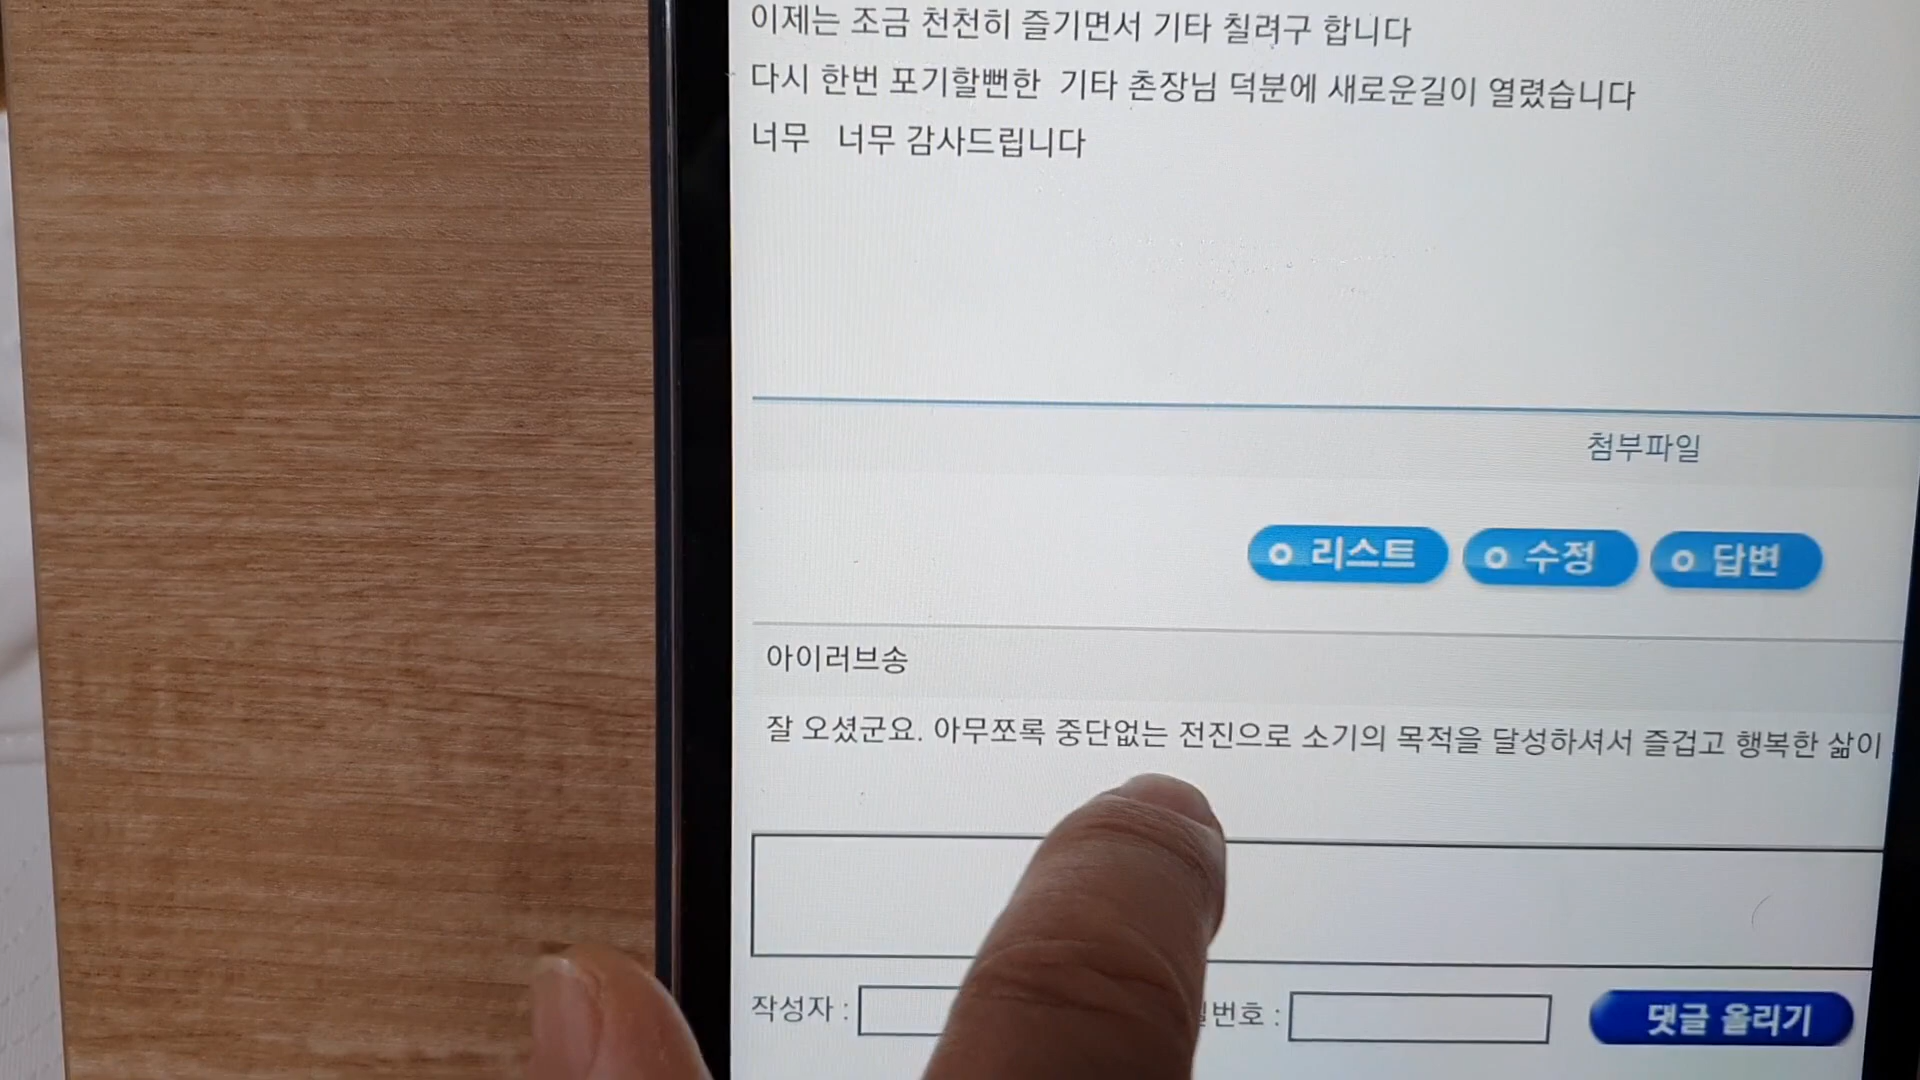 이제는 조금 천천히 즐기면서 기타 칠려구 합니다
다시 한번 포기할뻔한 기타 촌장님 덕분에 새로운길이 열렸습니다
너무 너무 감사드립니다
첨부파일
리스트 수정 답변
아이러브송
잘 오셨군요. 아무쪼록 중단없는 전진으로 소기의 목적을 달성하셔서 즐겁고 행복한 삶이
작성자 : 번호 : 댓글 올리기